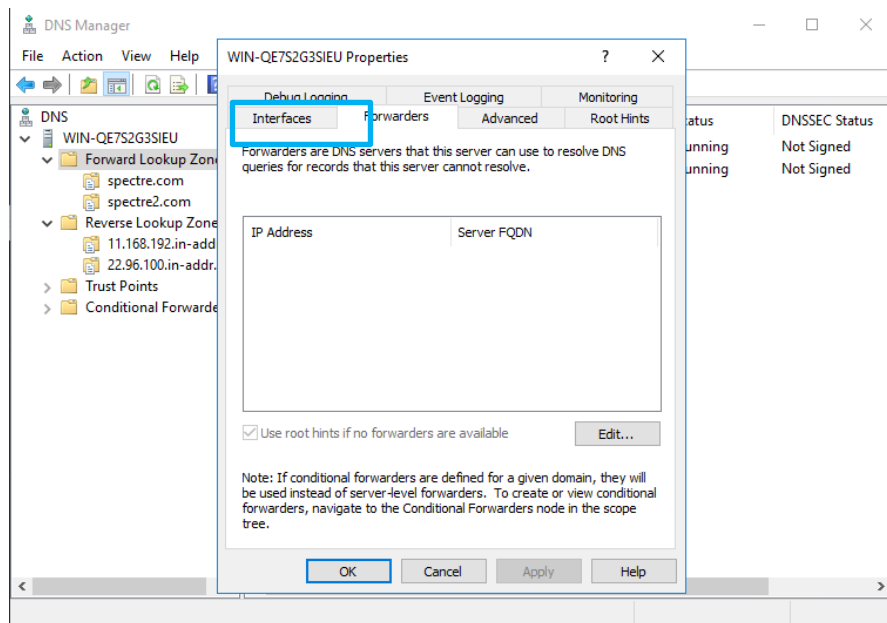 DNS Manager
File Action View Help
WIN-QE7S2G3SIEU Properties
?
Debug Logging Event Logging Monitoring
Interfaces Forwarders Advanced Root Hints
Forwarders are DNS servers that this server can use to resolve DNS
queries for records that this server cannot resolve.
IP Address Server FQDN
Use root hints if no forwarders are available
Edit...
Note: If conditional forwarders are defined for a given domain, they will
be used instead of server-level forwarders. To create or view conditional
forwarders, navigate to the Conditional Forwarders node in the scope
tree.
OK Cancel Apply Help
DNS
WIN-QE7S2G3SIEU
Forward Lookup Zon
spectre.com
spectre2.com
Reverse Lookup Zone
11.168.192.in-add
22.96.100.in-addr.
Trust Points
Conditional Forwarde
atus DNSSEC Status
unning Not Signed
unning Not Signed